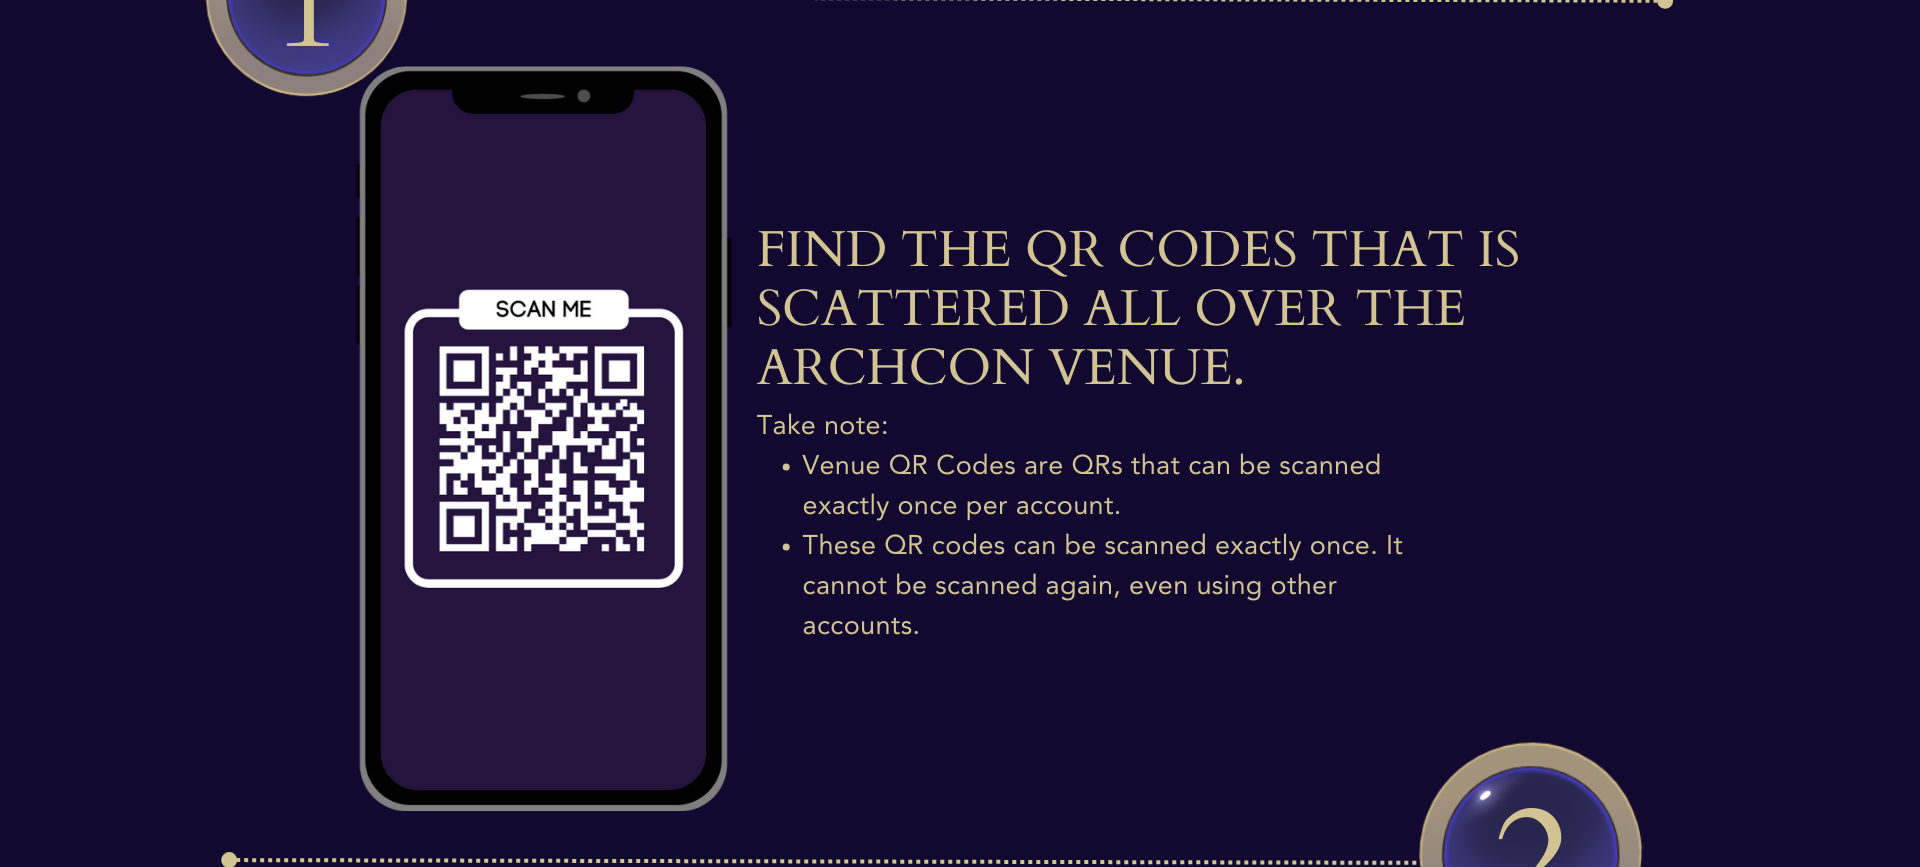 1
SCAN ME
FIND THE QR CODES THAT IS
SCATTERED ALL OVER THE
ARCHCON VENUE.
Take note:
• Venue QR Codes are QRs that can be scanned
exactly once per account.
• These QR codes can be scanned exactly once. It
cannot be scanned again, even using other
accounts.
2